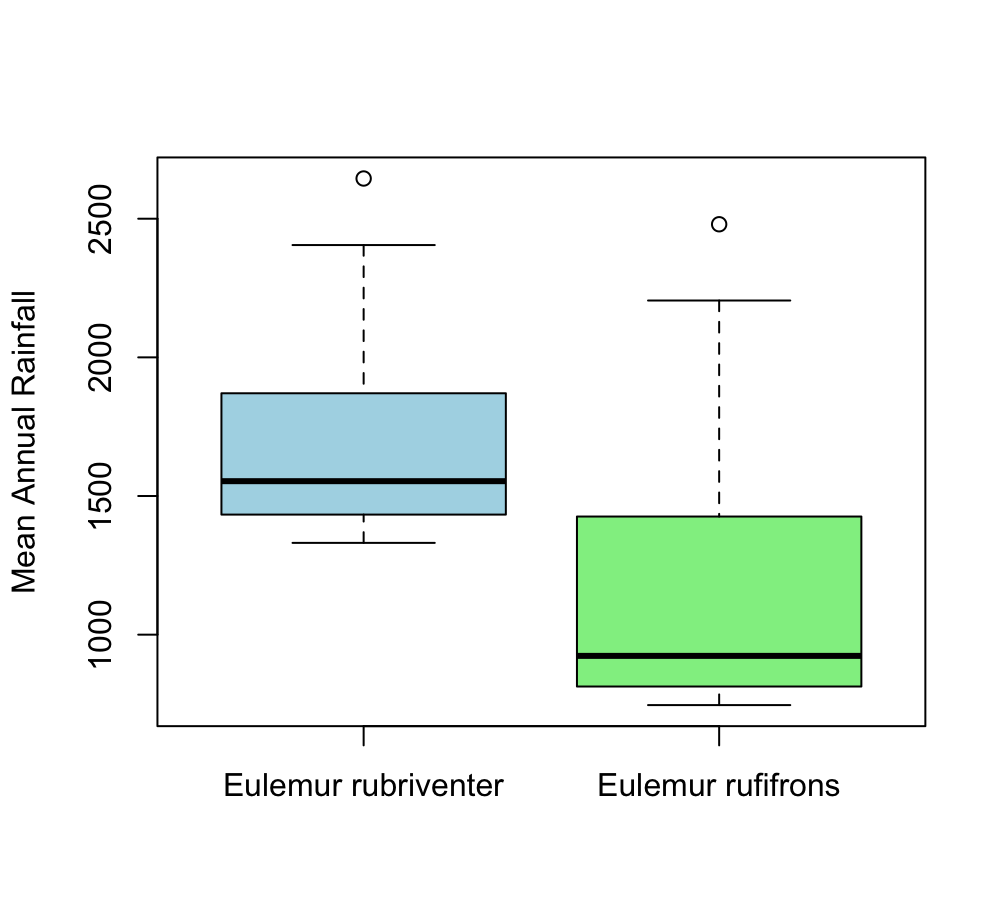 Mean Annual Rainfall
2500
2000
1500
1000
Eulemur rubriventer
Eulemur rufifrons